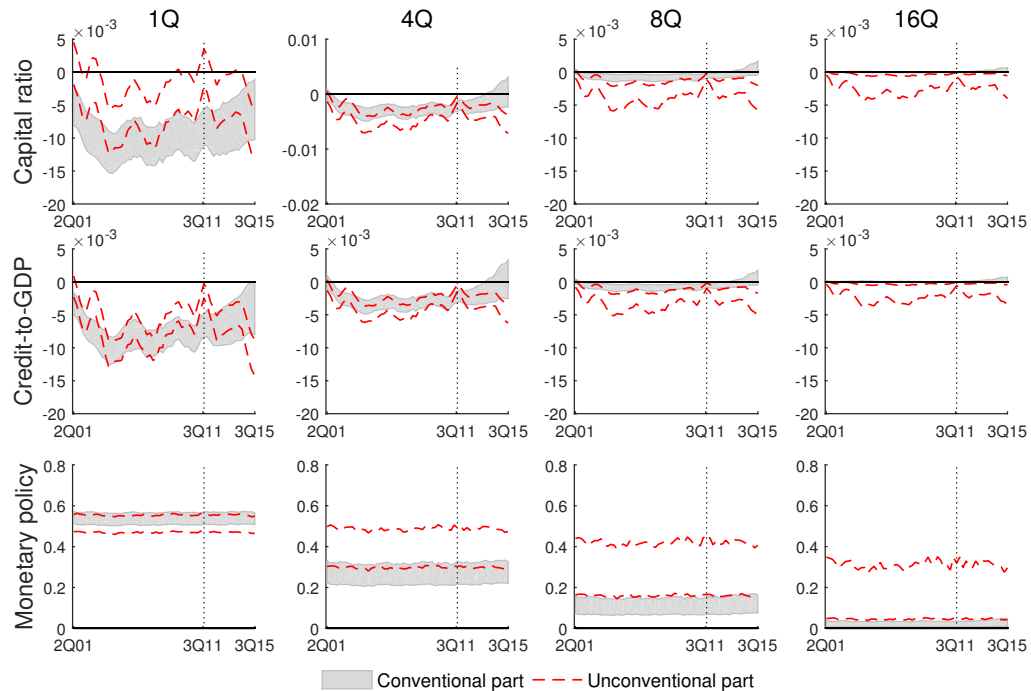 1Q 4Q 8Q 16Q
×10-3 ×10-3 ×10-3
Capital ratio
5 0.01 5 5
0 0 0
-5 0 -5 -5
-10 -10 -10
-0.01
-15 -15 -15
-20 -0.02 -20 -20
2Q01 3Q11 3Q15 2Q01 3Q11 3Q15 2Q01 3Q11 3Q15 2Q01 3Q11 3Q15
×10-3 ×10-3 ×10-3 ×10-3
Credit-to-GDP
5 5 5 5
0 0 0 0
-5 -5 -5 -5
-10 -10 -10 -10
-15 -15 -15 -15
-20 -20 -20 -20
2Q01 3Q11 3Q15 2Q01 3Q11 3Q15 2Q01 3Q11 3Q15 2Q01 3Q11 3Q15
Monetary policy
0.8 0.8 0.8 0.8
0.6 0.6 0.6 0.6
0.4 0.4 0.4 0.4
0.2 0.2 0.2 0.2
0 0 0 0
2Q01 3Q11 3Q15 2Q01 3Q11 3Q15 2Q01 3Q11 3Q15 2Q01 3Q11 3Q15
Conventional part Unconventional part